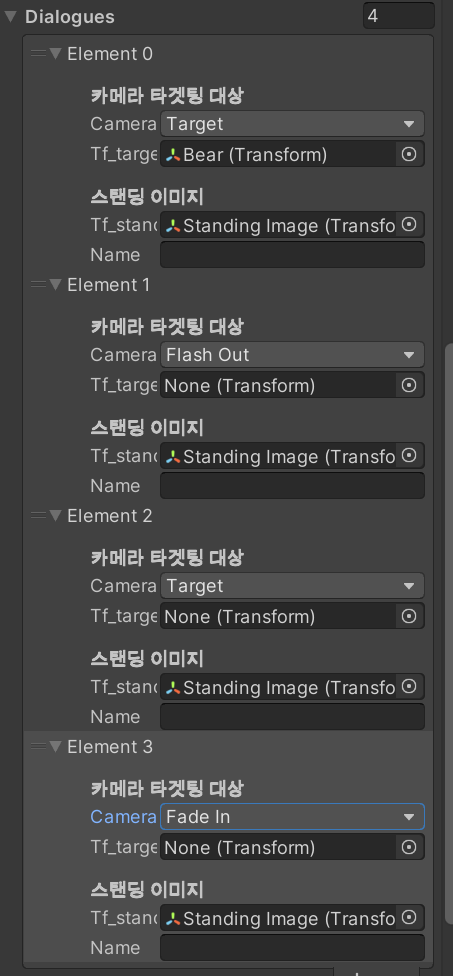 Dialogues 4
Element 0
카메라 타겟팅 대상
Camera Target
Tf_targe Bear (Transform)
스탠딩 이미지
Tf_stand Standing Image (Transfo
Name
Element 1
카메라 타겟팅 대상
Camera Flash Out
Tf_targe None (Transform)
스탠딩 이미지
Tf_stand Standing Image (Transfo
Name
Element 2
카메라 타겟팅 대상
Camera Target
Tf_targe None (Transform)
스탠딩 이미지
Tf_stand Standing Image (Transfo
Name
Element 3
카메라 타겟팅 대상
Camera Fade In
Tf_targe None (Transform)
스탠딩 이미지
Tf_stand Standing Image (Transfo
Name